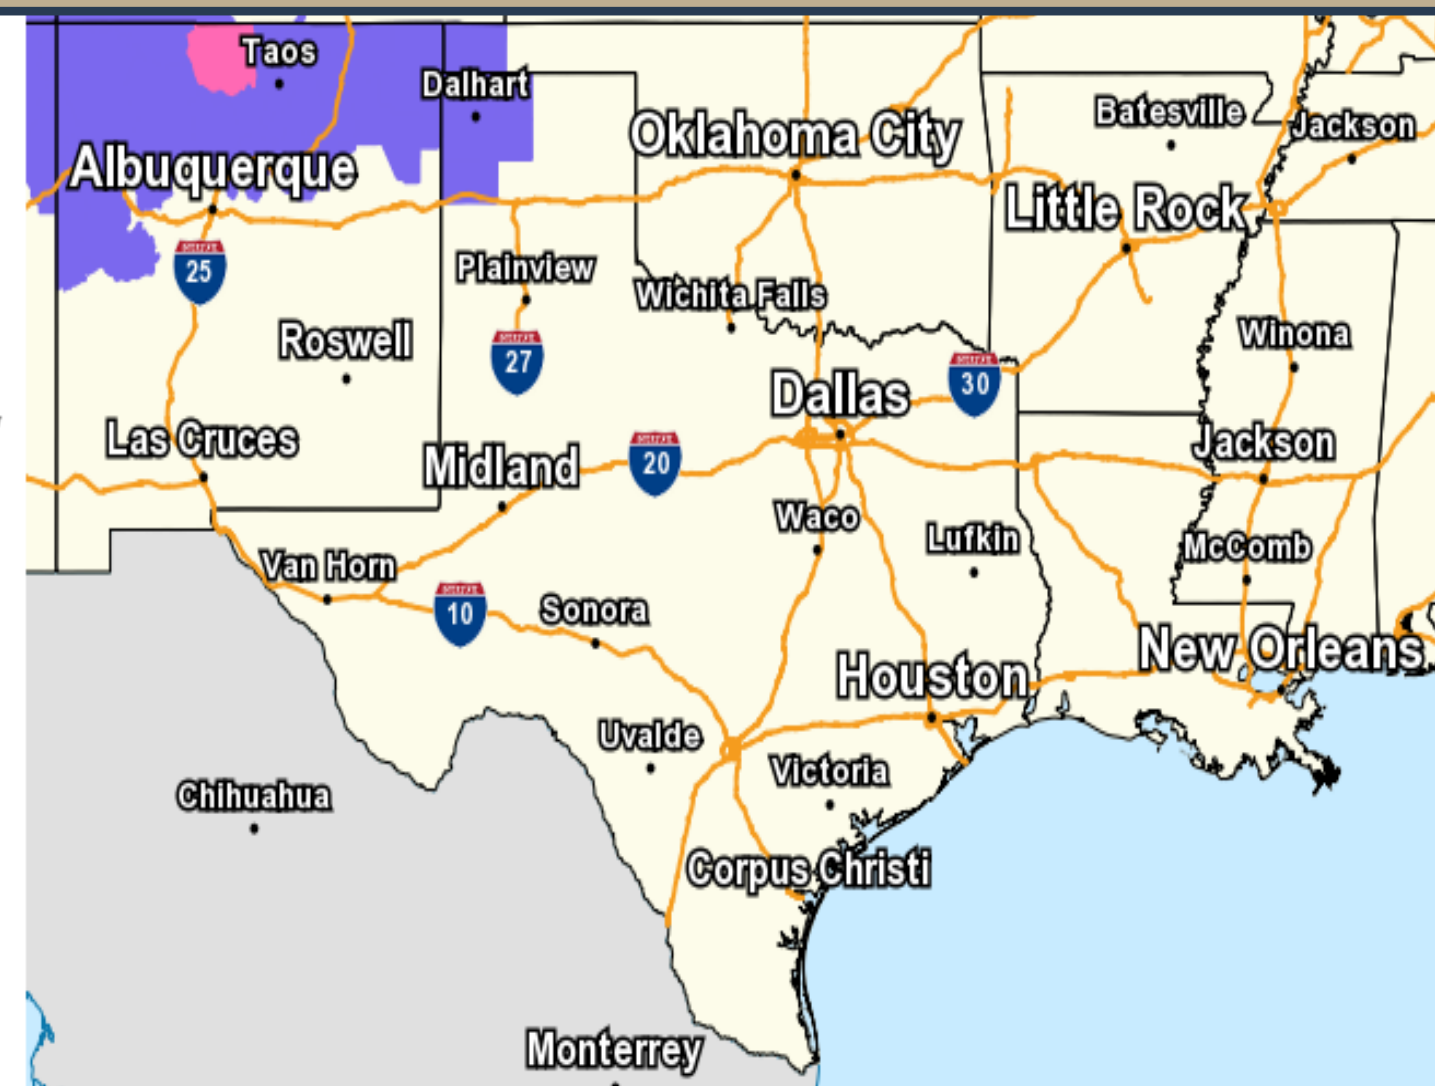 Taos
Dalhart
Oklahoma City
Batesville
Jackson
Albuquerque
Little Rock
25
Plainview
Wichita Falls
Roswell
27
Winona
30
Dallas
Las Cruces
Midland
20
Jackson
Waco
Lufkin
McComb
Van Horn
10
Sonora
New Orleans
Houston
Uvalde
Victoria
Chihuahua
Corpus Christi
Monterrey